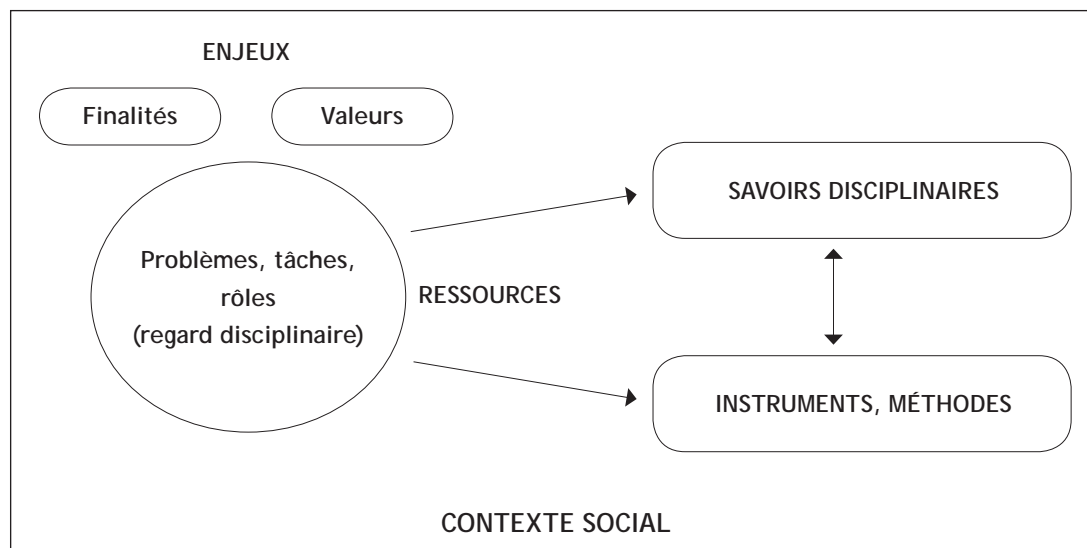 ENJEUX
Finalités
Valeurs
Problèmes, tâches,
rôles
(regard disciplinaire)
RESSOURCES
SAVOIRS DISCIPLINAIRES
INSTRUMENTS, MÉTHODES
CONTEXTE SOCIAL